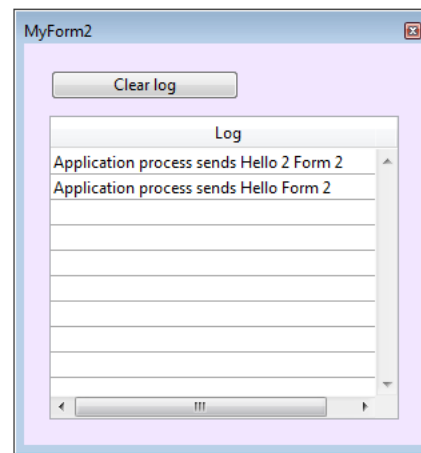 MyForm2
Clear log
Log
Application process sends Hello 2 Form 2
Application process sends Hello Form 2